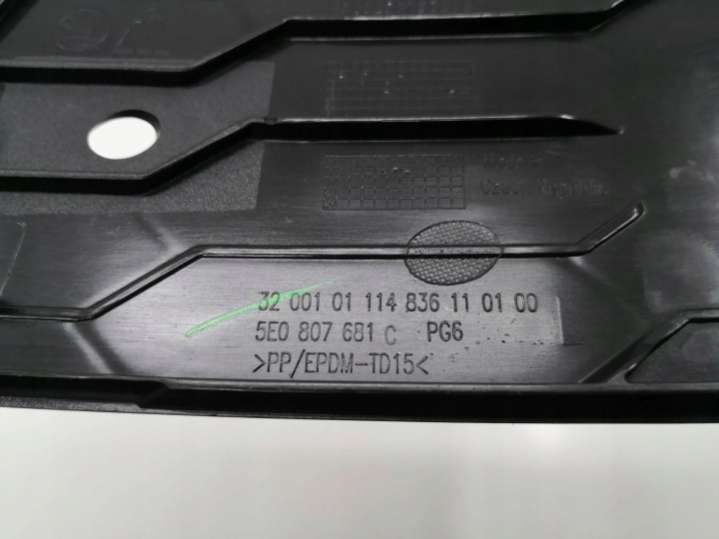 32 001 01 114 836 11 01 00
5E0 807 681 C PG6
>PP/EPDM-TD15<